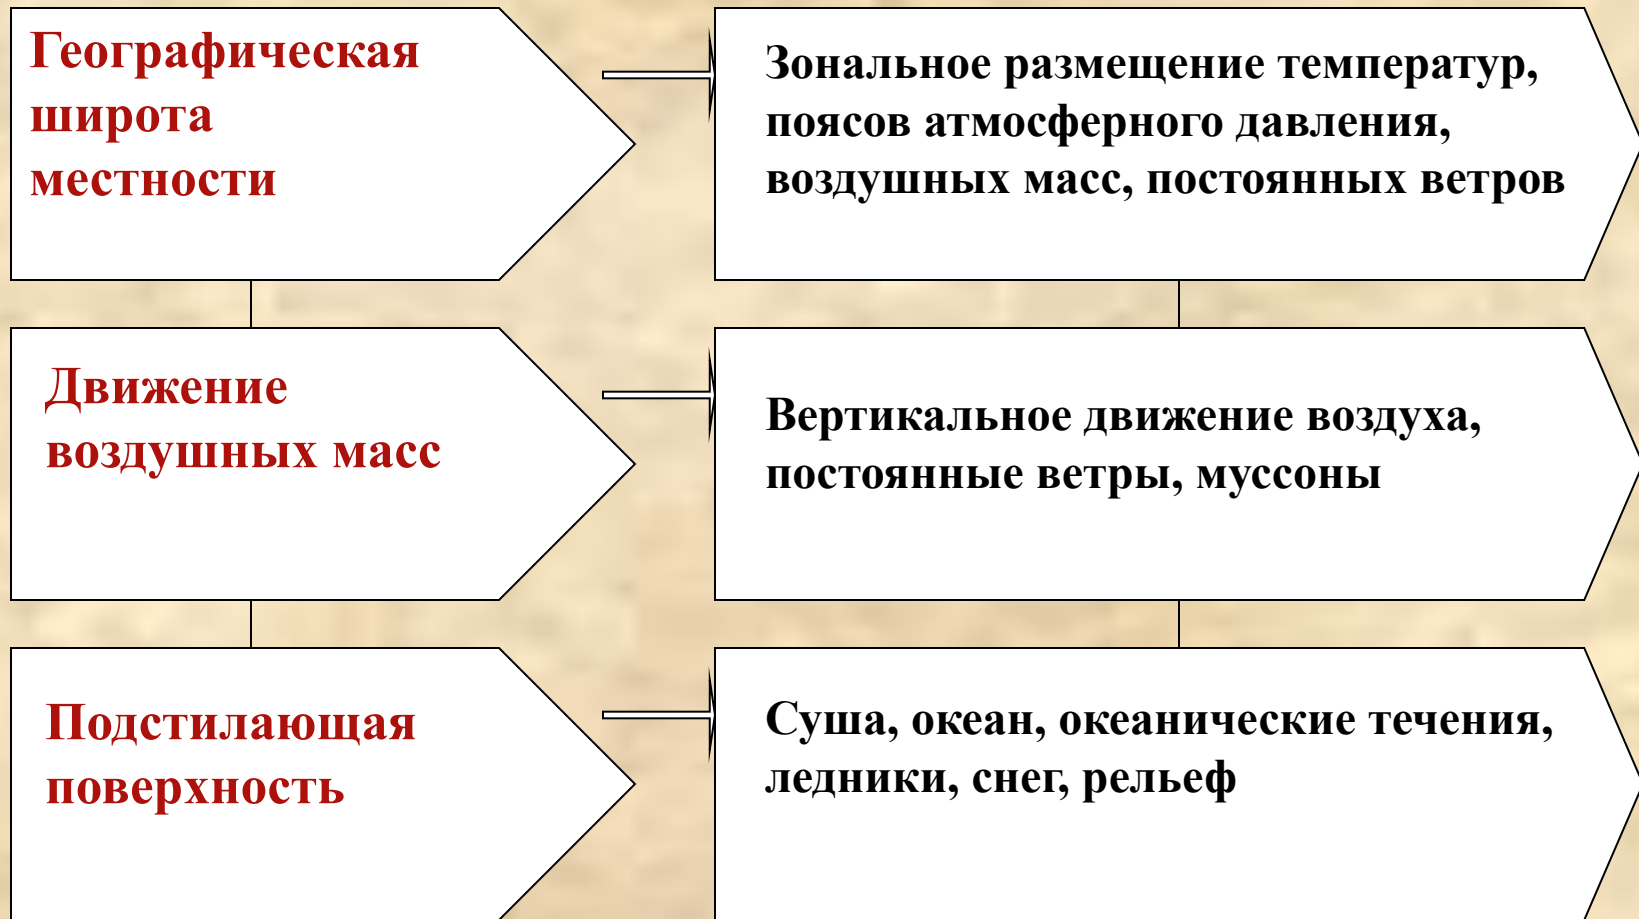 Географическая
широта
местности
Зональное размещение температур,
поясов атмосферного давления,
воздушных масс, постоянных ветров
Движение
воздушных масс
Вертикальное движение воздуха,
постоянные ветры, муссоны
Подстилающая
поверхность
Суша, океан, океанические течения,
ледники, снег, рельеф